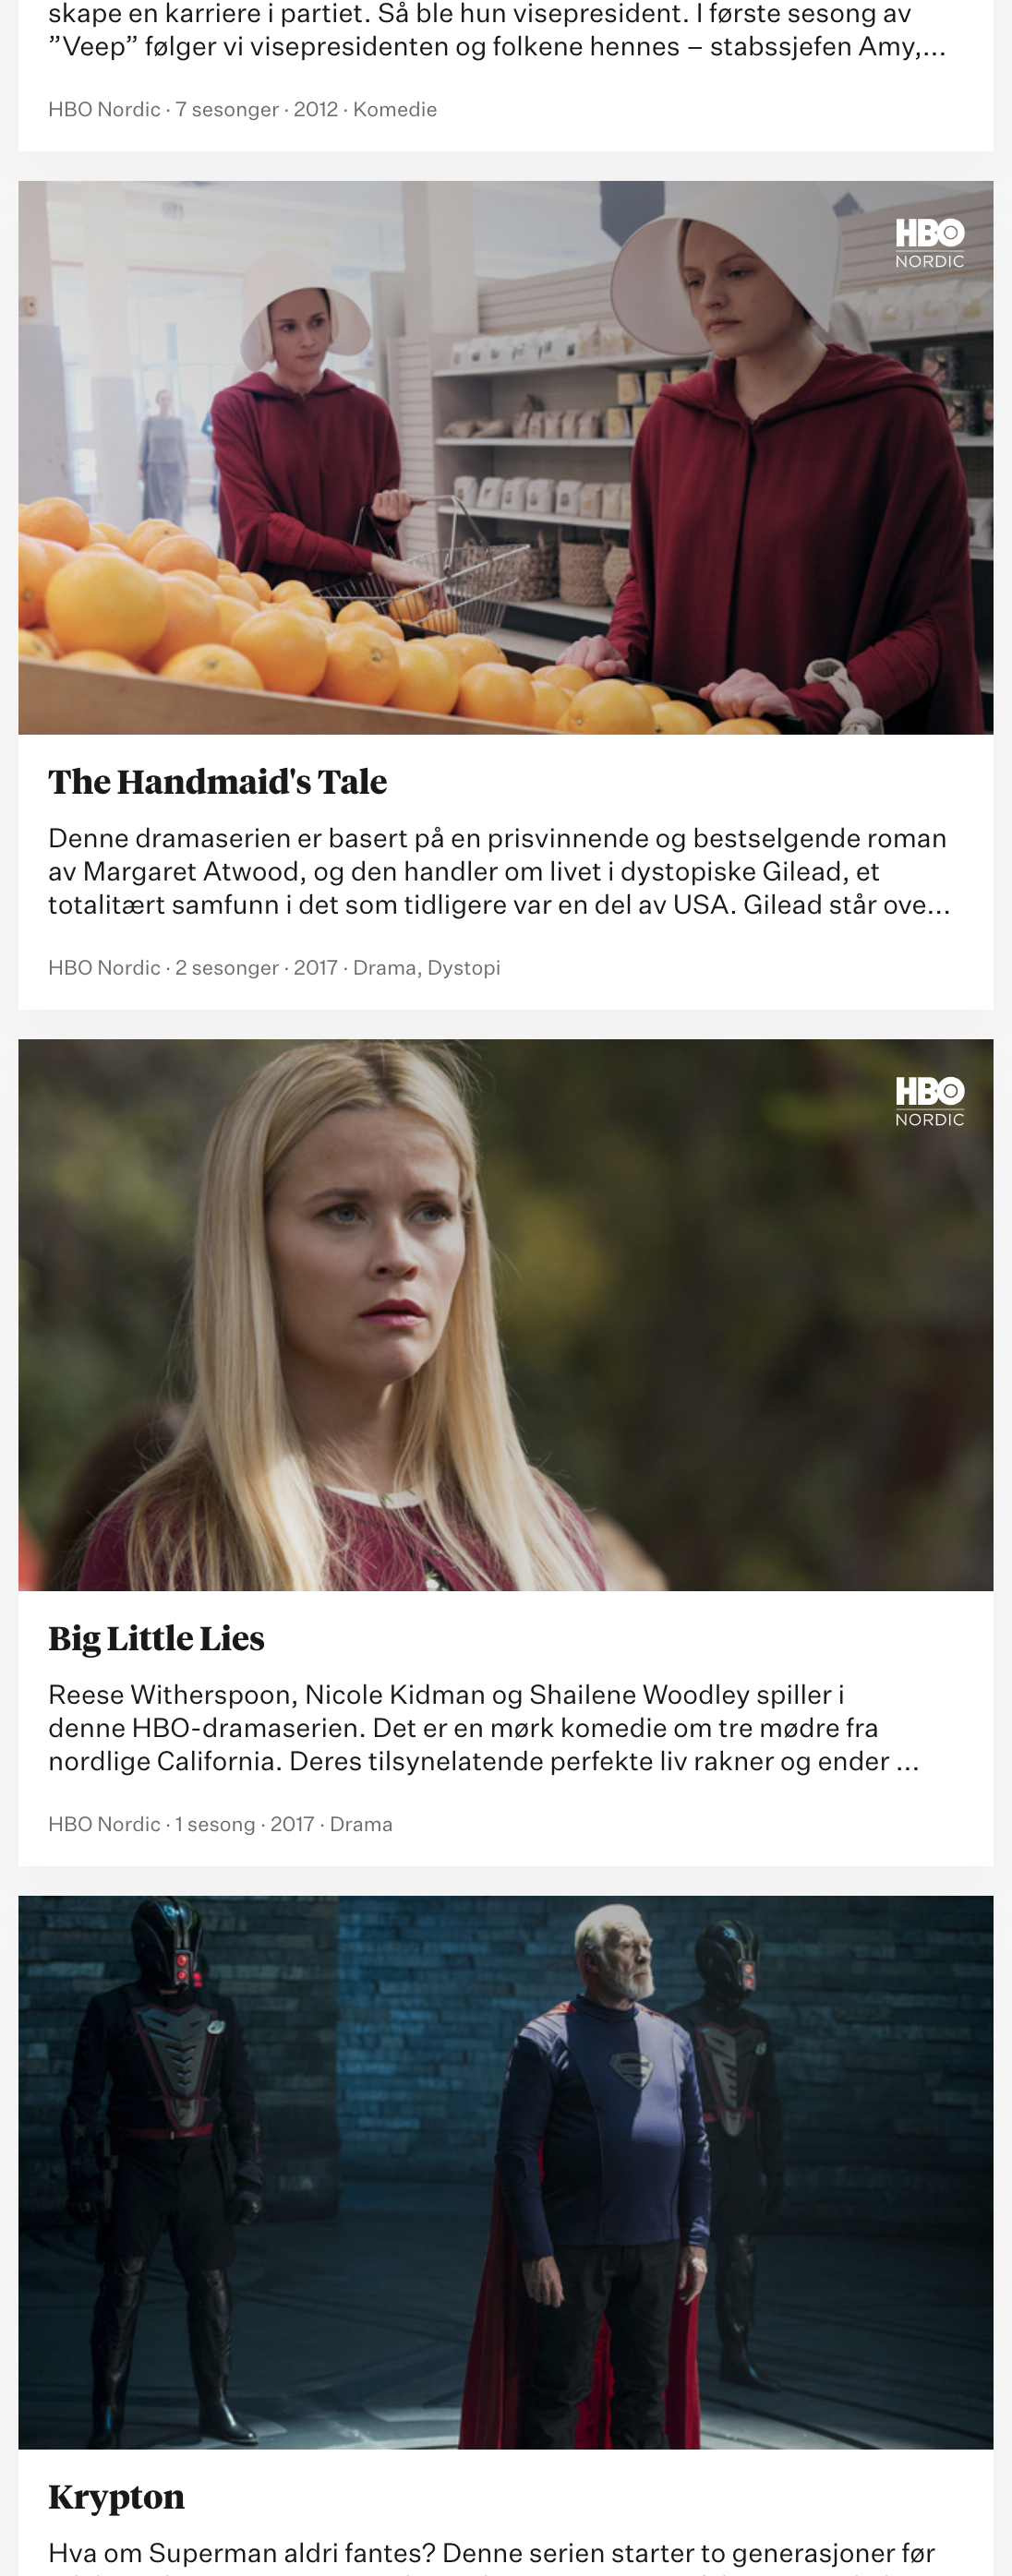 skape en karriere i partiet. Så ble hun visepresident. I første sesong av
”Veep” følger vi visepresidenten og folkene hennes – stabssjefen Amy,...
HBO Nordic · 7 sesonger · 2012 · Komedie
HBO
NORDIC
The Handmaid's Tale
Denne dramaserien er basert på en prisvinnende og bestselgende roman
av Margaret Atwood, og den handler om livet i dystopiske Gilead, et
totalitært samfunn i det som tidligere var en del av USA. Gilead står ove...
HBO Nordic · 2 sesonger · 2017 · Drama, Dystopi
HBO
NORDIC
Big Little Lies
Reese Witherspoon, Nicole Kidman og Shailene Woodley spiller i
denne HBO-dramaserien. Det er en mørk komedie om tre mødre fra
nordlige California. Deres tilsynelatende perfekte liv rakner og ender ...
HBO Nordic · 1 sesong · 2017 · Drama
Krypton
Hva om Superman aldri fantes? Denne serien starter to generasjoner før